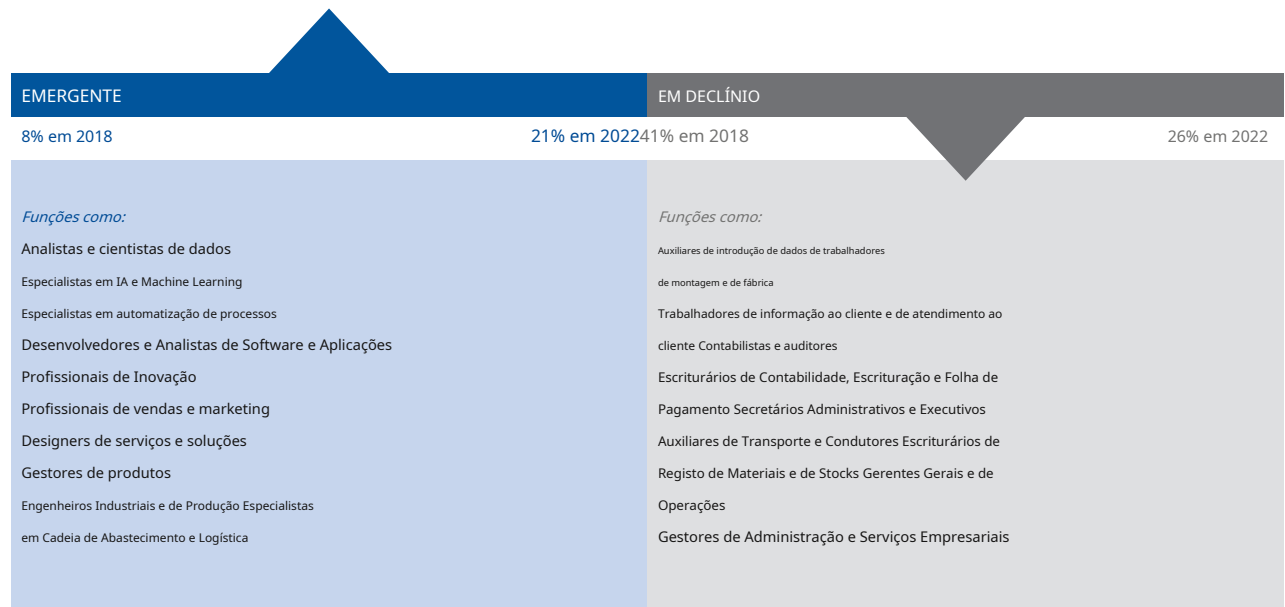 EMERGENTE
8% em 2018
21% em 2022
Funções como:
Analistas e cientistas de dados
Especialistas em IA e Machine Learning
Especialistas em automatização de processos
Desenvolvedores e Analistas de Software e Aplicações
Profissionais de Inovação
Profissionais de vendas e marketing
Designers de serviços e soluções
Gestores de produtos
Engenheiros Industriais e de Produção Especialistas
em Cadeia de Abastecimento e Logística
EM DECLÍNIO
41% em 2018
26% em 2022
Funções como:
Auxiliares de introdução de dados de trabalhadores
de montagem e de fábrica
Trabalhadores de informação ao cliente e de atendimento ao
cliente Contabilistas e auditores
Escriturários de Contabilidade, Escrituração e Folha de
Pagamento Secretários Administrativos e Executivos
Auxiliares de Transporte e Condutores Escriturários de
Registo de Materiais e de Stocks Gerentes Gerais e de
Operações
Gestores de Administração e Serviços Empresariais